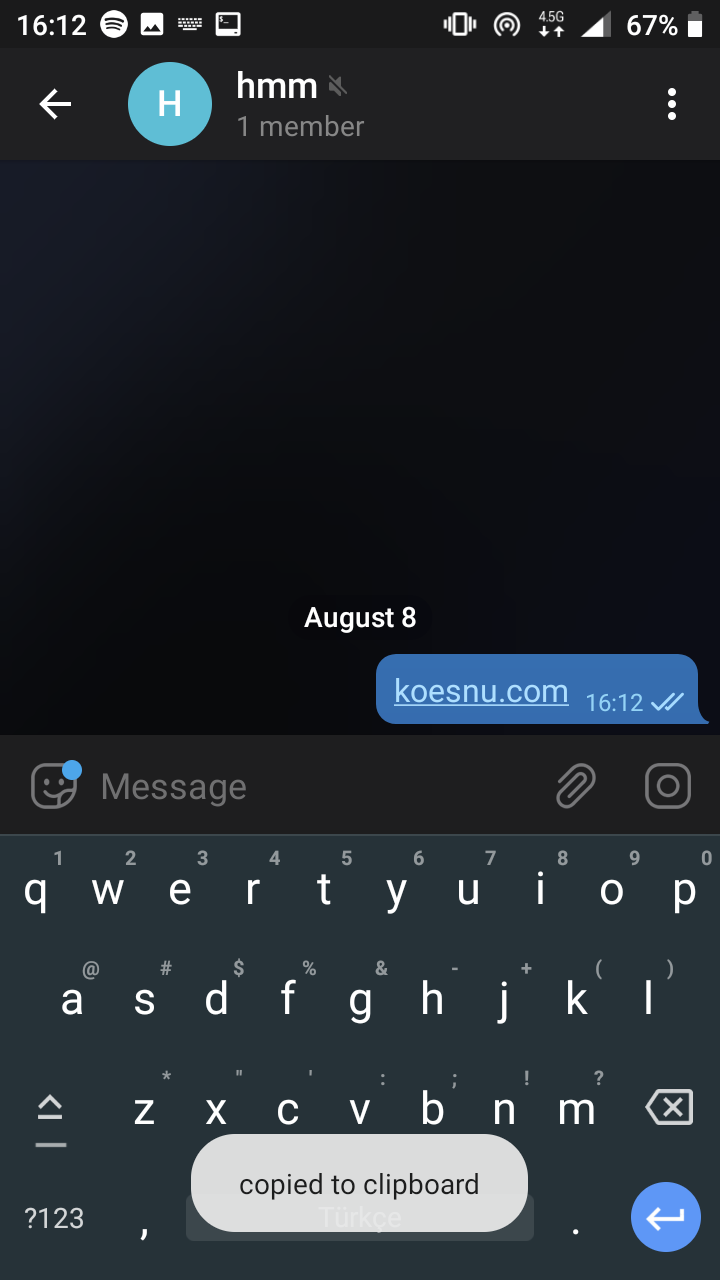 16:12 4.5G 67%
H hmm
1 member
August 8
koesnu.com 16:12
Message
1 2 3 4 5 6 7 8 9 0
q w e r t y u i o p
@ # $ % & - + ( )
a s d f g h j k l
* " ' : ; ! ?
z x c v b n m
copied to clipboard
?123 , Türkçe .